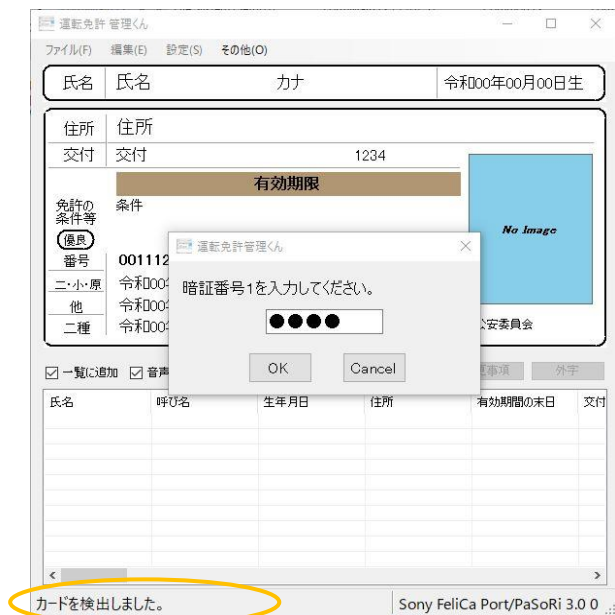 運転免許 管理くん
ファイル(F) 編集(E) 設定(S) その他(O)
氏名 氏名 カナ 令和00年00月00日生
住所 住所
交付 交付 1234
有効期限
免許の
条件等
条件
優良
No Image
番号 001112
二・小・原 令和00
他 令和00
二種 令和00
公安委員会
運転免許管理くん
暗証番号1を入力してください。
●●●●
OK Cancel
一覧に追加 音声 外字
氏名 呼び名 生年月日 住所 有効期間の末日 交付
カードを検出しました。 Sony FeliCa Port/PaSoRi 3.0 0